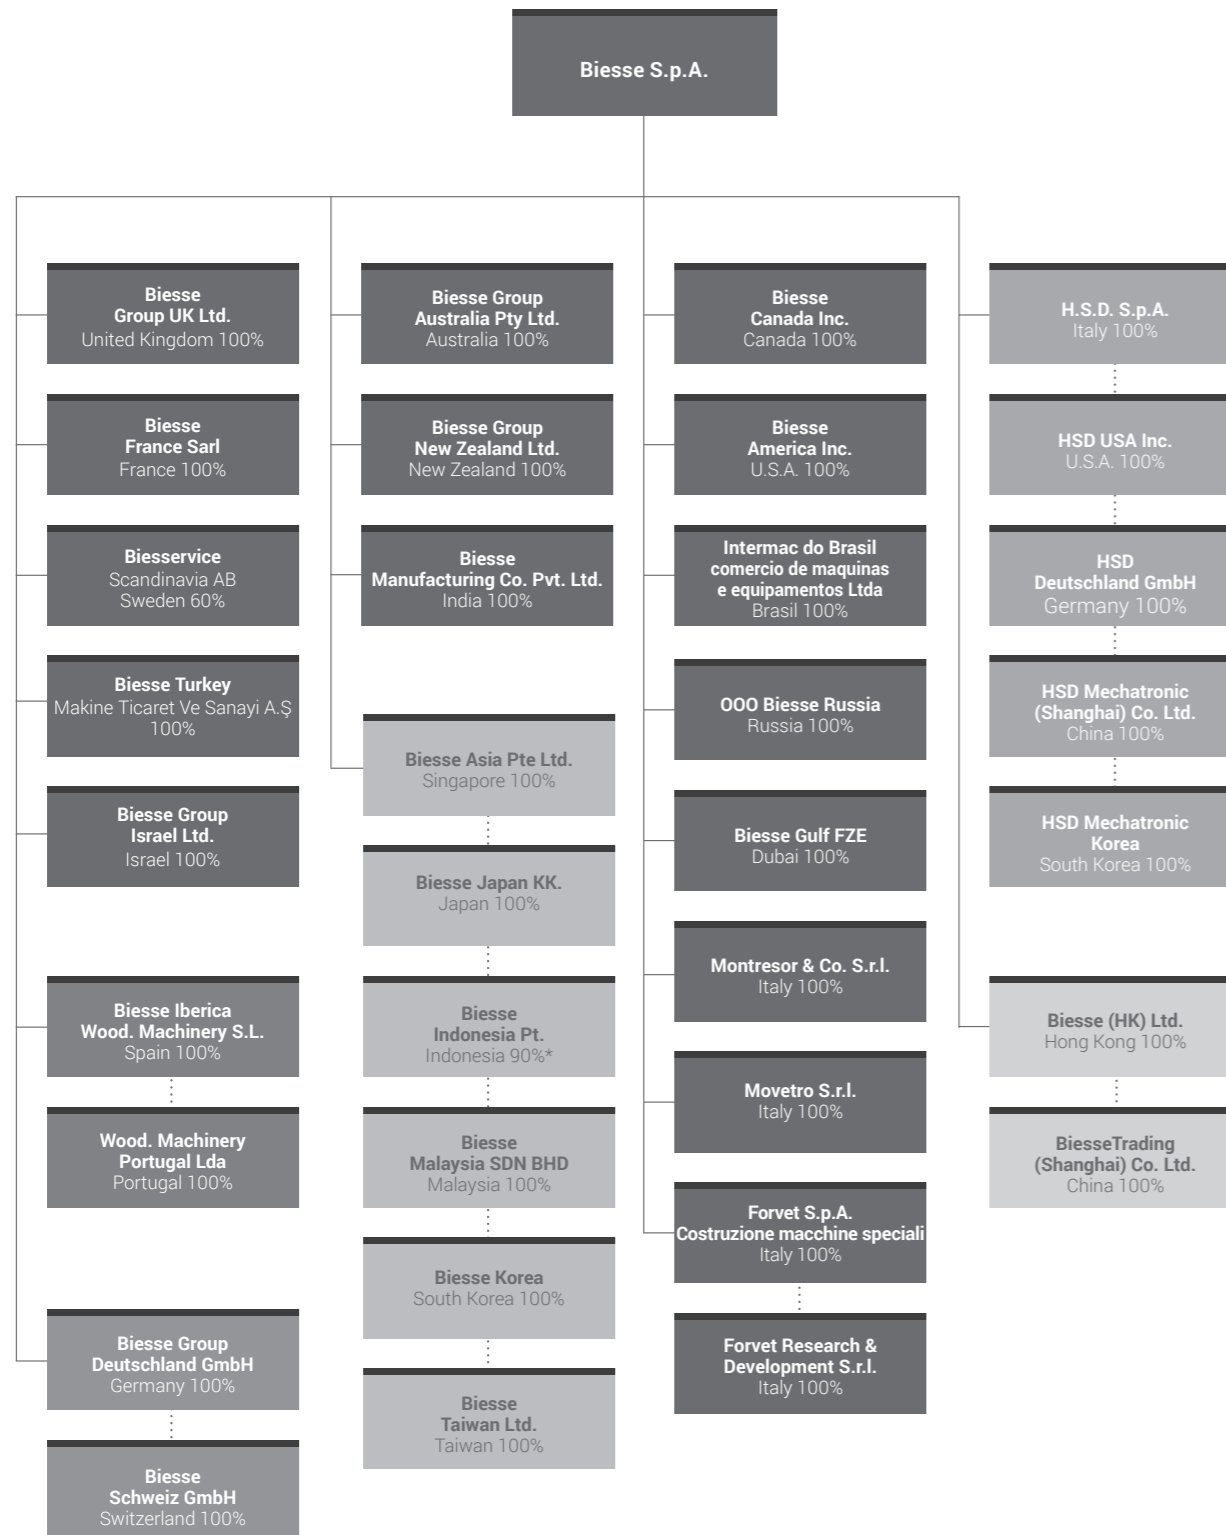 Biesse S.p.A.
Biesse
Group UK Ltd.
United Kingdom 100%
Biesse
France Sarl
France 100%
Biesservice
Scandinavia AB
Sweden 60%
Biesse Turkey
Makine Ticaret Ve Sanayi A.Ş
100%
Biesse Group
Israel Ltd.
Israel 100%
Biesse Iberica
Wood. Machinery S.L.
Spain 100%
Wood. Machinery
Portugal Lda
Portugal 100%
Biesse Group
Deutschland GmbH
Germany 100%
Biesse
Schweiz GmbH
Switzerland 100%
Biesse Group
Australia Pty Ltd.
Australia 100%
Biesse Group
New Zealand Ltd.
New Zealand 100%
Biesse
Manufacturing Co. Pvt. Ltd.
India 100%
Biesse Asia Pte Ltd.
Singapore 100%
Biesse Japan KK.
Japan 100%
Biesse
Indonesia Pt.
Indonesia 90%*
Biesse
Malaysia SDN BHD
Malaysia 100%
Biesse Korea
South Korea 100%
Biesse
Taiwan Ltd.
Taiwan 100%
Biesse
Canada Inc.
Canada 100%
Biesse
America Inc.
U.S.A. 100%
Intermac do Brasil
comercio de maquinas
e equipamentos Ltda
Brasil 100%
OOO Biesse Russia
Russia 100%
Biesse Gulf FZE
Dubai 100%
Montresor & Co. S.r.l.
Italy 100%
Movetro S.r.l.
Italy 100%
Forvet S.p.A.
Costruzione macchine speciali
Italy 100%
Forvet Research &
Development S.r.l.
Italy 100%
H.S.D. S.p.A.
Italy 100%
HSD USA Inc.
U.S.A. 100%
HSD
Deutschland GmbH
Germany 100%
HSD Mechatronic
(Shanghai) Co. Ltd.
China 100%
HSD Mechatronic
Korea
South Korea 100%
Biesse (HK) Ltd.
Hong Kong 100%
BiesseTrading
(Shanghai) Co. Ltd.
China 100%